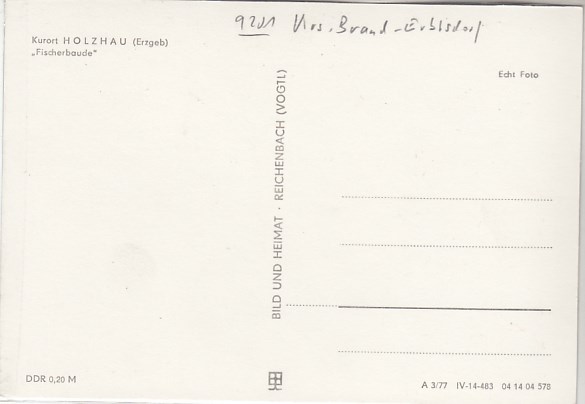 9201 Krs. Brand-Erbisdorf
Kurort HOLZHAU (Erzgeb)
„Fischerbaude"
Echt Foto
BILD UND HEIMAT · REICHENBACH (VOGTL)
DDR 0,20 M
A 3/77 IV-14-483 04 14 04 578